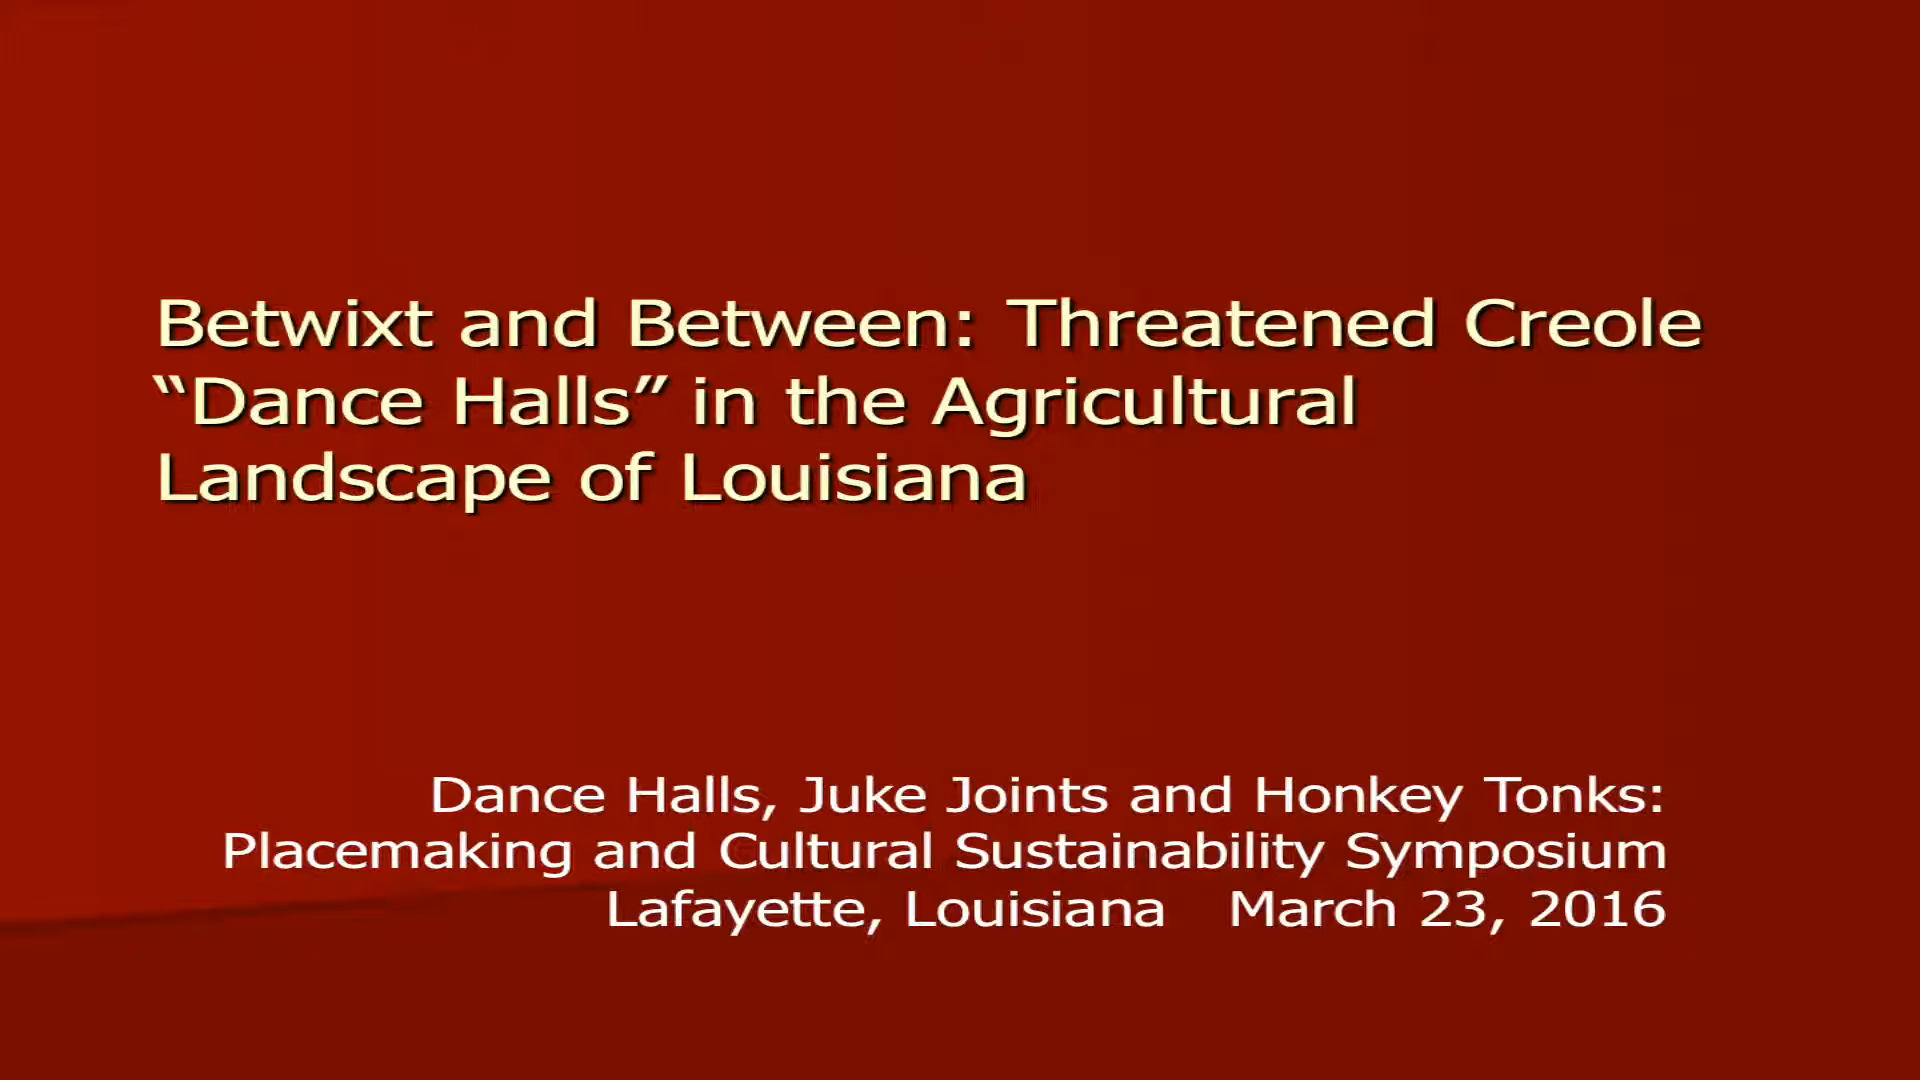 Betwixt and Between: Threatened Creole
“Dance Halls” in the Agricultural
Landscape of Louisiana
Dance Halls, Juke Joints and Honkey Tonks:
Placemaking and Cultural Sustainability Symposium
Lafayette, Louisiana   March 23, 2016